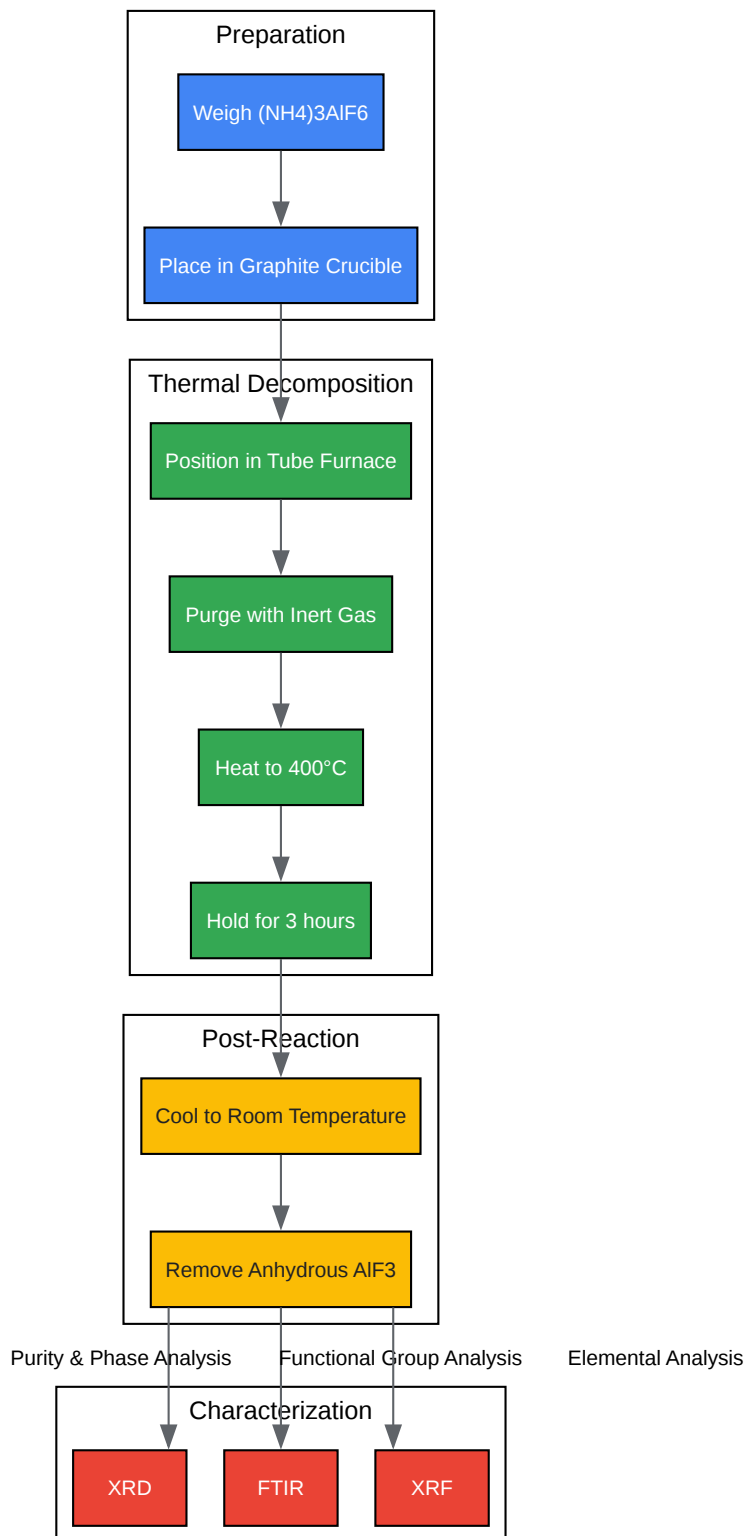 Preparation
Weigh (NH4)3AlF6
Place in Graphite Crucible
Thermal Decomposition
Position in Tube Furnace
Purge with Inert Gas
Heat to 400°C
Hold for 3 hours
Post-Reaction
Cool to Room Temperature
Remove Anhydrous AlF3
Purity & Phase Analysis
Functional Group Analysis
Elemental Analysis
Characterization
XRD
FTIR
XRF